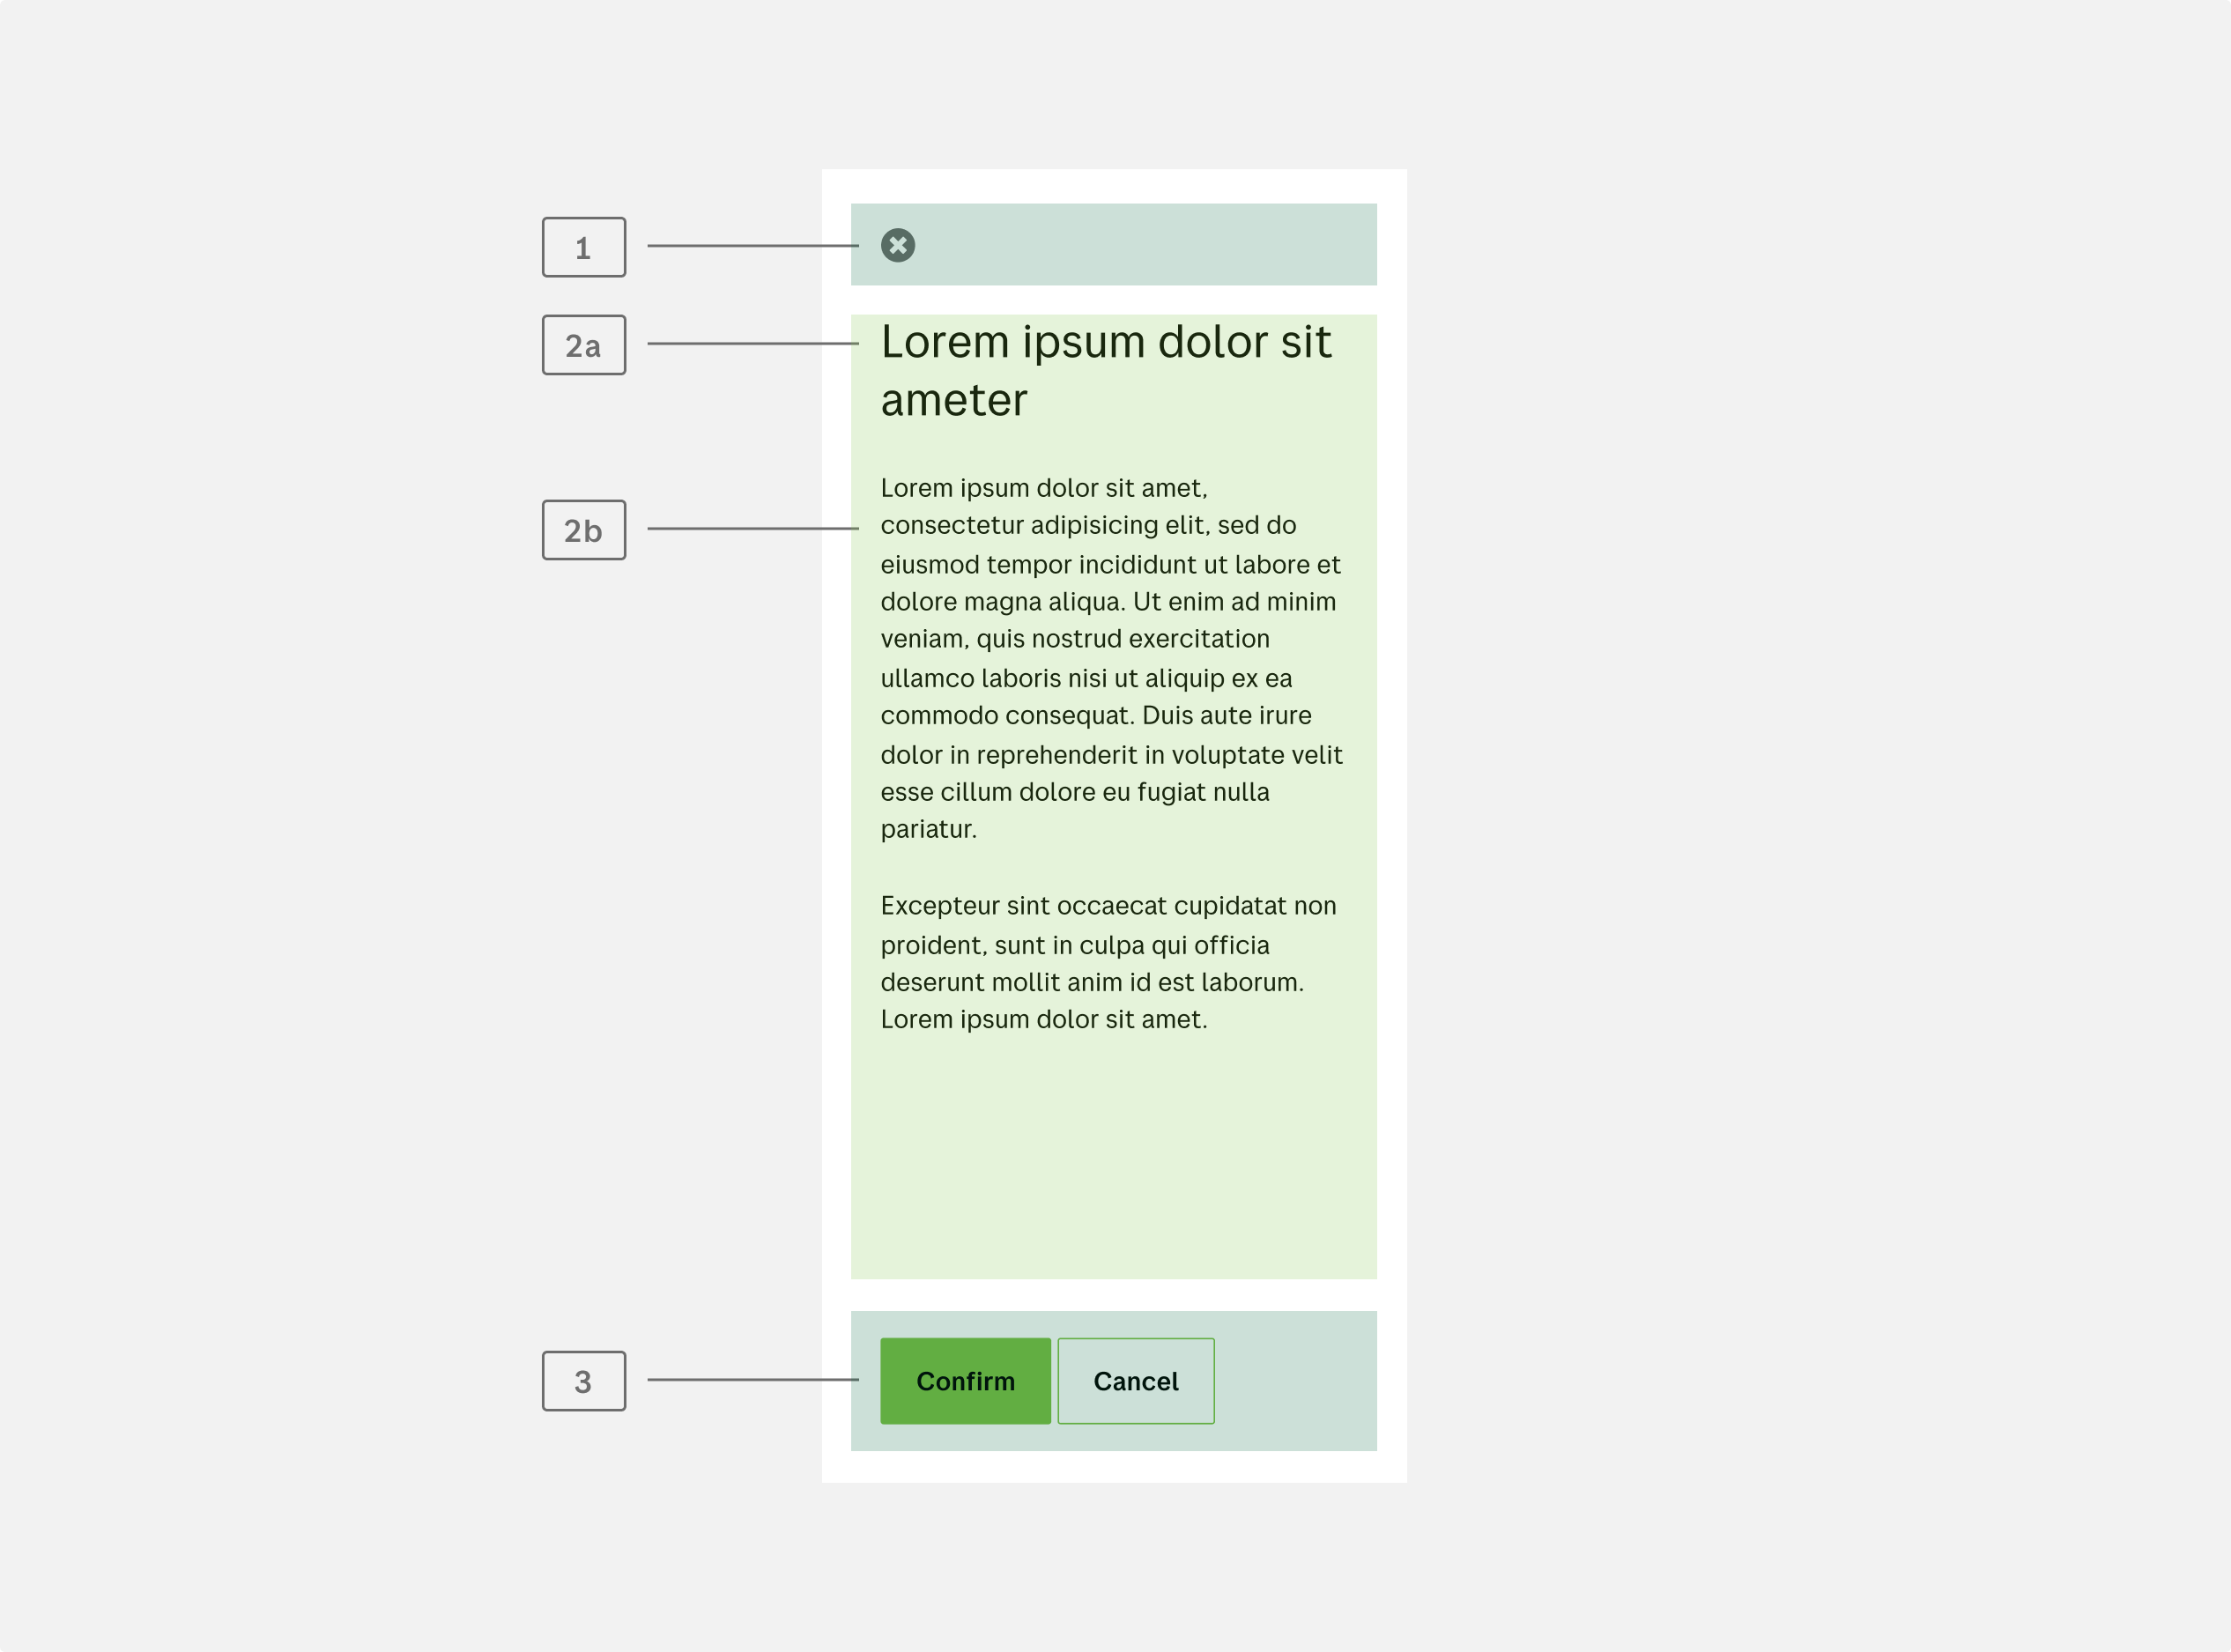 1
2a
Lorem ipsum dolor sit
ameter
2b
Lorem ipsum dolor sit amet,
consectetur adipisicing elit, sed do
eiusmod tempor incididunt ut labore et
dolore magna aliqua. Ut enim ad minim
veniam, quis nostrud exercitation
ullamco laboris nisi ut aliquip ex ea
commodo consequat. Duis aute irure
dolor in reprehenderit in voluptate velit
esse cillum dolore eu fugiat nulla
pariatur.
Excepteur sint occaecat cupidatat non
proident, sunt in culpa qui officia
deserunt mollit anim id est laborum.
Lorem ipsum dolor sit amet.
3
Confirm Cancel